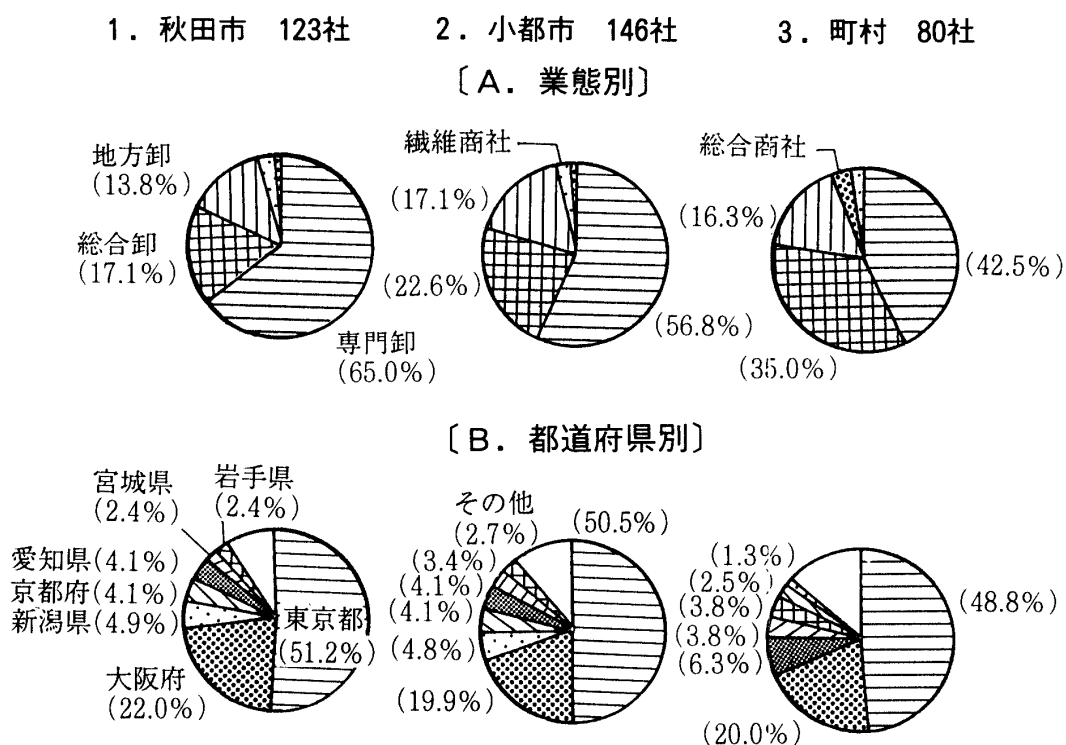 1．秋田市　123社　2．小都市　146社　3．町村　80社
〔A．業態別〕
地方卸
(13.8%)
総合卸
(17.1%)
専門卸
(65.0%)
繊維商社
(17.1%)
(22.6%)
(56.8%)
総合商社
(16.3%)
(42.5%)
(35.0%)
〔B．都道府県別〕
宮城県
(2.4%)
岩手県
(2.4%)
愛知県(4.1%)
京都府(4.1%)
新潟県(4.9%)
東京都
(51.2%)
大阪府
(22.0%)
その他
(2.7%)
(50.5%)
(3.4%)
(4.1%)
(4.1%)
(4.8%)
(19.9%)
(1.3%)
(2.5%)
(3.8%)
(3.8%)
(6.3%)
(48.8%)
(20.0%)